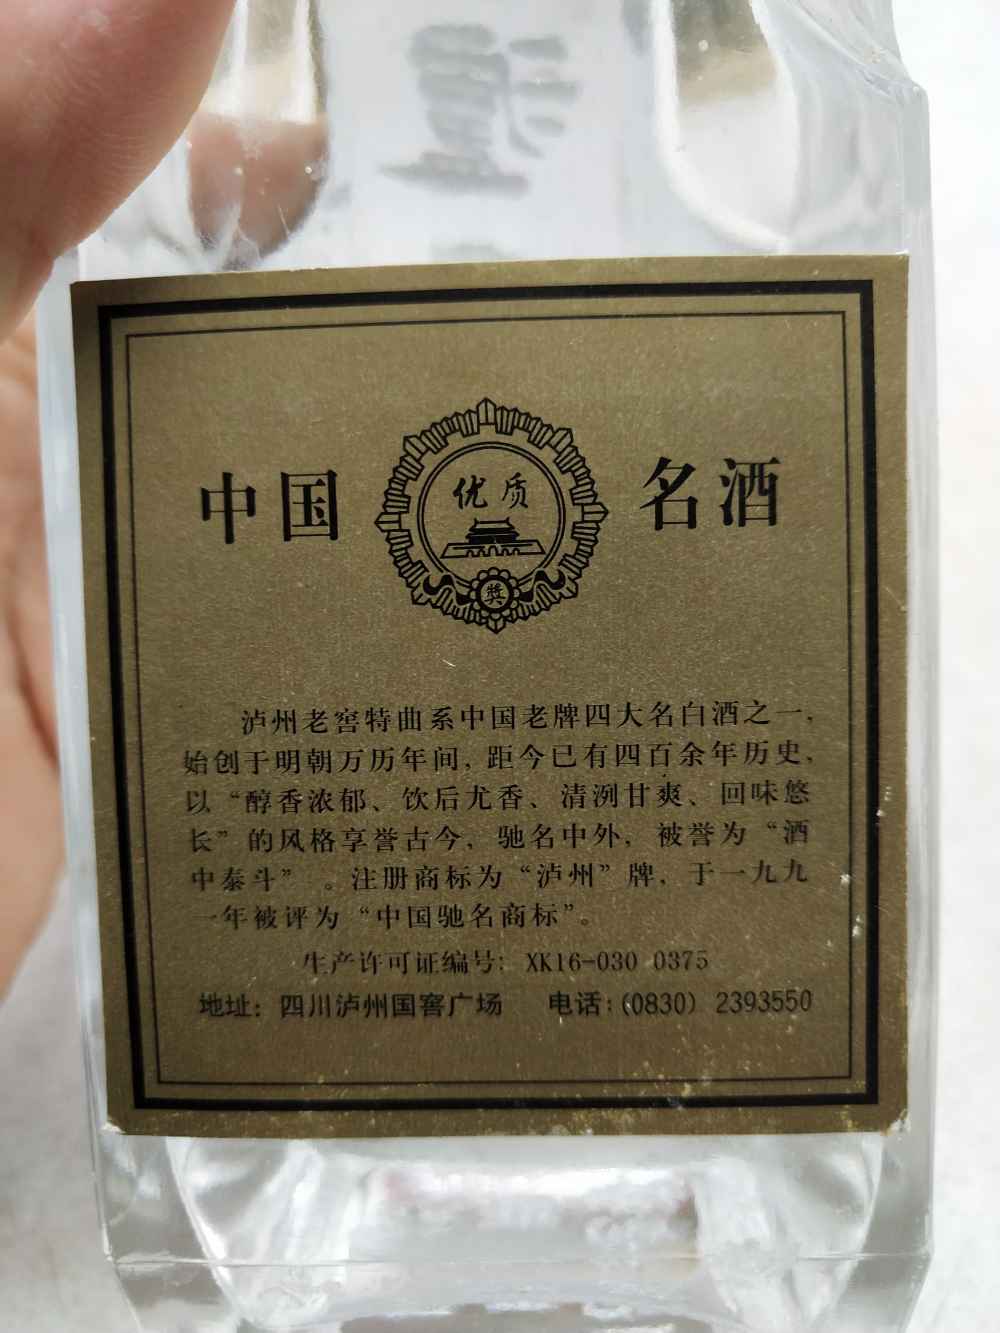 中国 优质 名酒
奖
泸州老窖特曲系中国老牌四大名白酒之一，
始创于明朝万历年间，距今已有四百余年历史，
以“醇香浓郁、饮后尤香、清洌甘爽、回味悠
长”的风格享誉古今，驰名中外，被誉为“酒
中泰斗”。注册商标为“泸州”牌，于一九九
一年被评为“中国驰名商标”。
生产许可证编号：XK16-030 0375
地址：四川泸州国窖广场 电话：(0830) 2393550